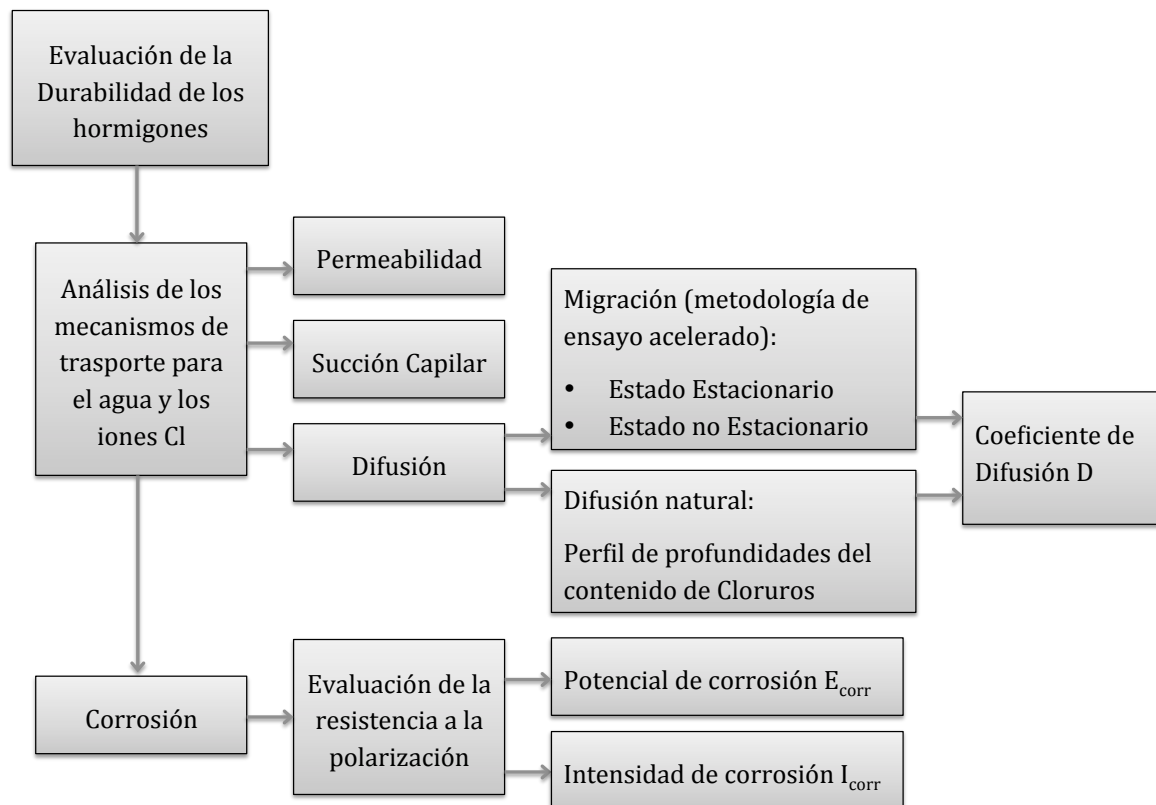 Evaluación de la
Durabilidad de los
hormigones
Análisis de los
mecanismos de
trasporte para
el agua y los
iones Cl
Permeabilidad
Succión Capilar
Difusión
Migración (metodología de
ensayo acelerado):
• Estado Estacionario
• Estado no Estacionario
Difusión natural:
Perfil de profundidades del
contenido de Cloruros
Coeficiente de
Difusión D
Corrosión
Evaluación de la
resistencia a la
polarización
Potencial de corrosión Ecorr
Intensidad de corrosión Icorr